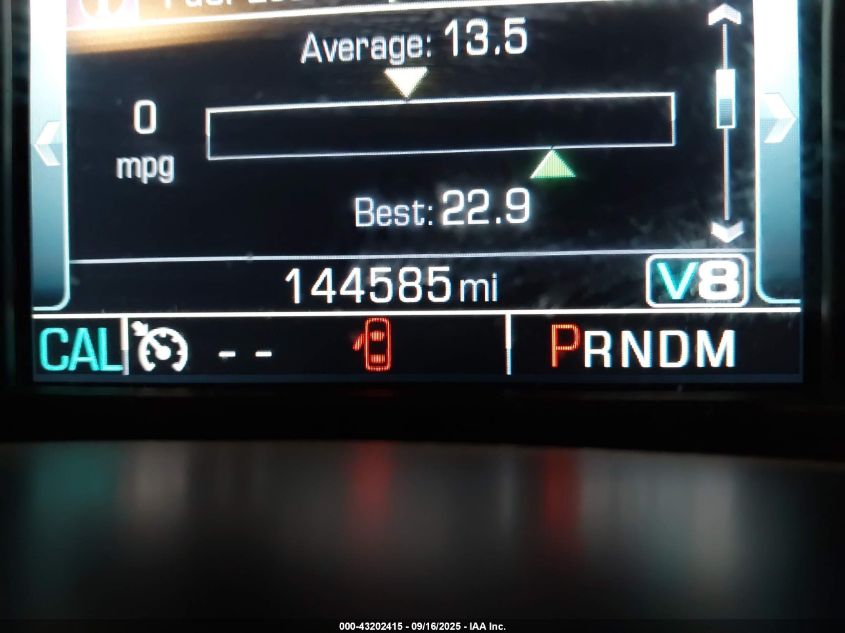 Average: 13.5
0
mpg
Best: 22.9
144585 mi
V8
CAL
-- PRNDM
000-43202415 - 09/16/2025 - IAA Inc.